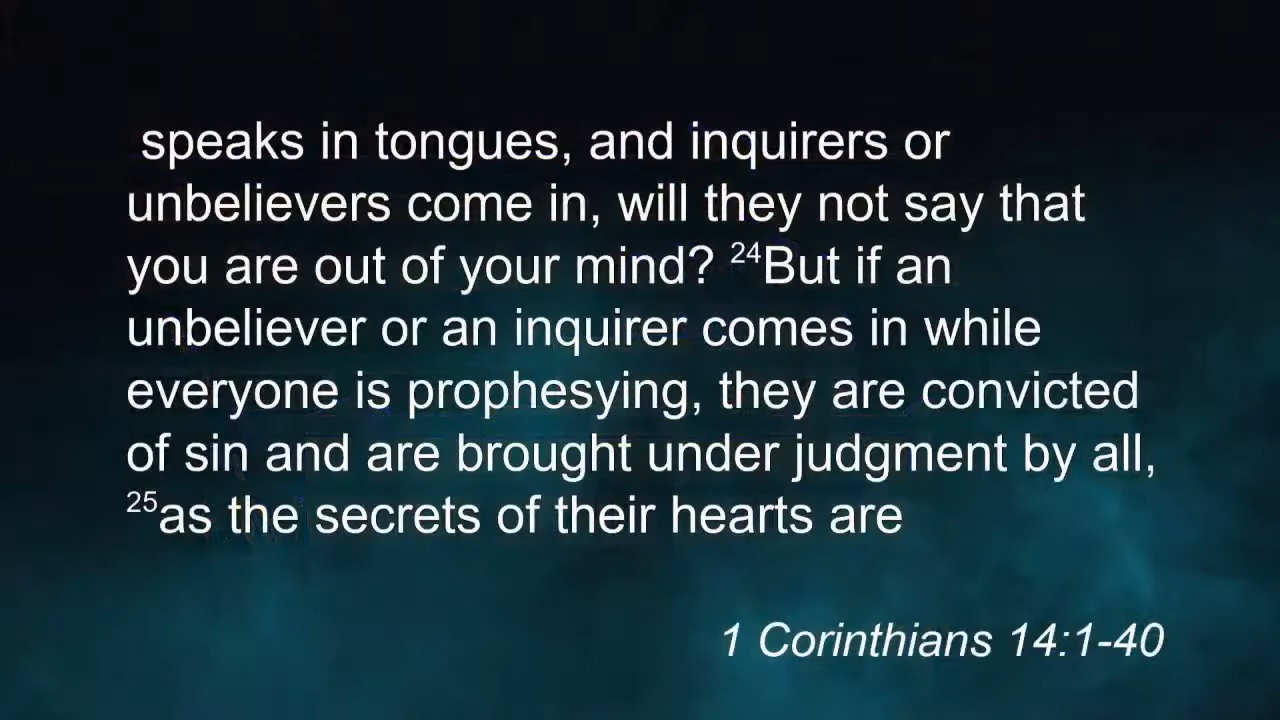 speaks in tongues, and inquirers or
unbelievers come in, will they not say that
you are out of your mind? 24But if an
unbeliever or an inquirer comes in while
everyone is prophesying, they are convicted
of sin and are brought under judgment by all,
25as the secrets of their hearts are
1 Corinthians 14:1-40